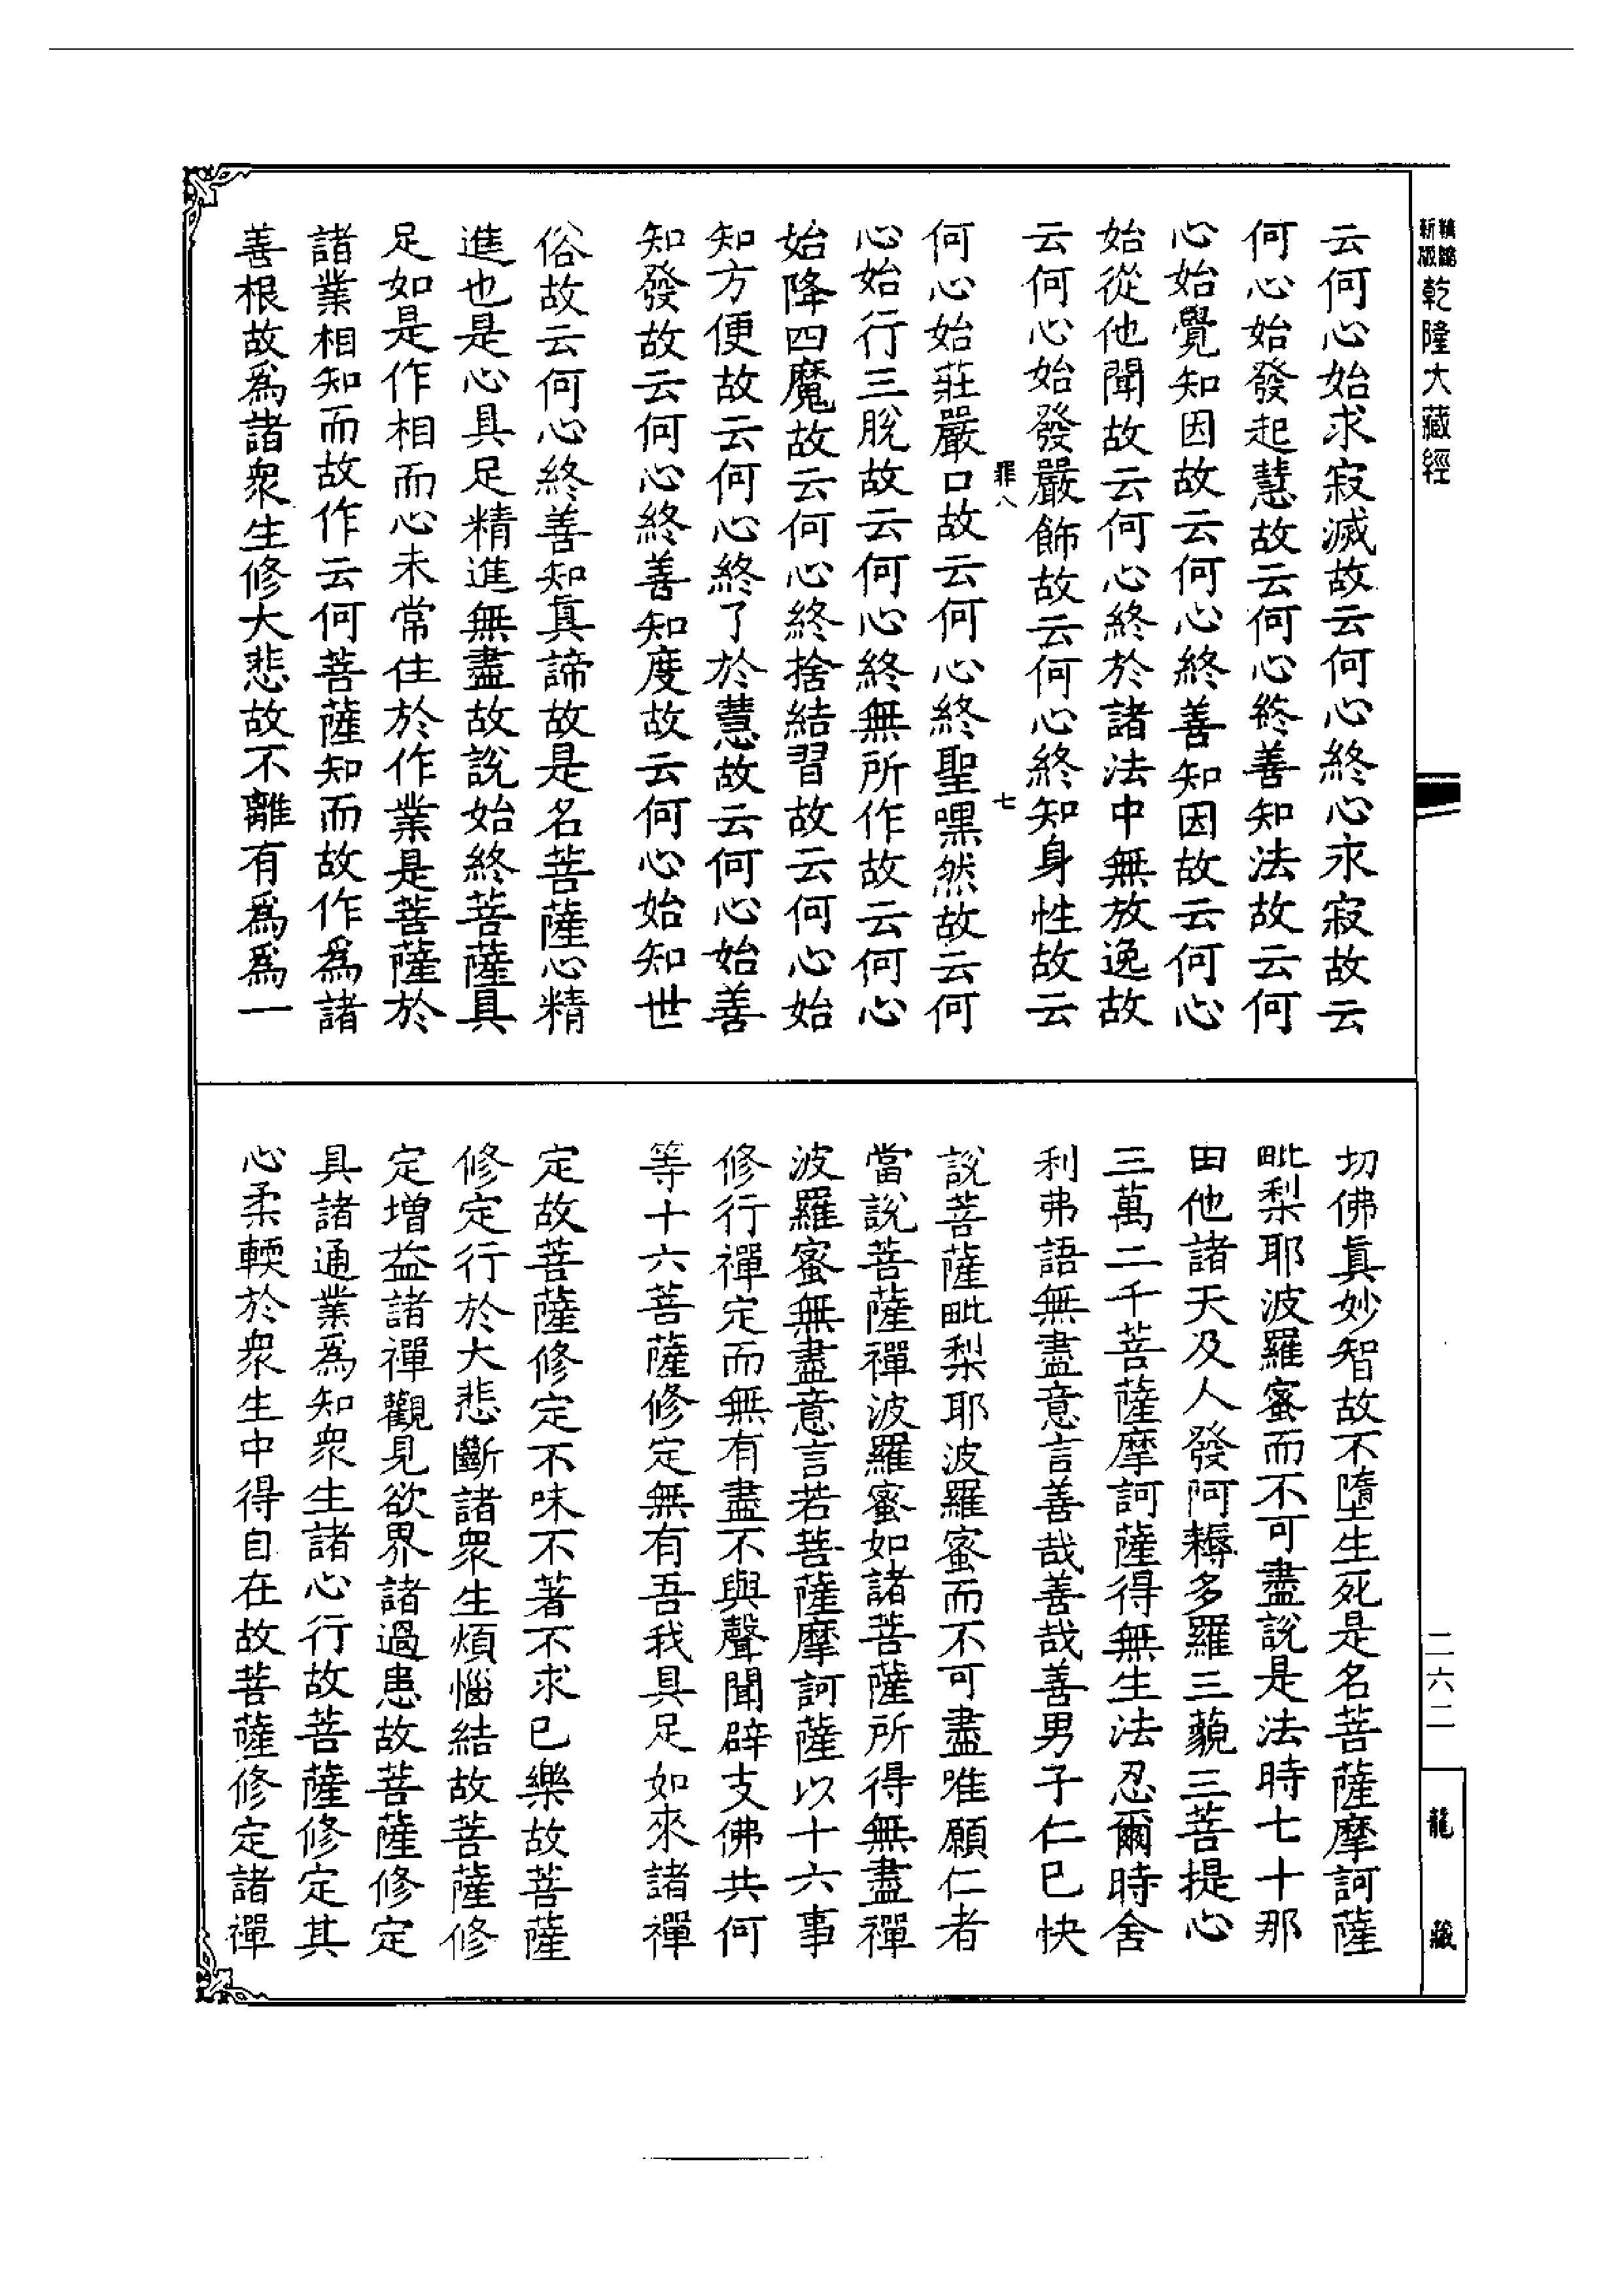 乾隆大藏經
云何心始求寂滅故云何心終心永寂故云
何心始發起慧故云何心終善知法故云何
心始覺知因故云何心終善知因故云何心
始從他聞故云何心終於諸法中無放逸故
云何心始發嚴飾故云何心終知身性故云
罪八
七
何心始莊嚴口故云何心終聖嘿然故云何
心始行三脫故云何心終無所作故云何心
始降四魔故云何心終捨結習故云何心始
知方便故云何心終了於慧故云何心始善
知發故云何心終善知度故云何心始知世
俗故云何心終善知真諦故是名菩薩心精
進也是心具足精進無盡故說始終菩薩具
足如是作相而心未常住於作業是菩薩於
諸業相知而故作云何菩薩知而故作為諸
善根故為諸眾生修大悲故不離有為為一
切佛真妙智故不墮生死是名菩薩摩訶薩
毗梨耶波羅蜜而不可盡說是法時七十那
由他諸天及人發阿耨多羅三藐三菩提心
三萬二千菩薩摩訶薩得無生法忍爾時舍
利弗語無盡意言善哉善哉善男子仁已快
說菩薩毗梨耶波羅蜜而不可盡唯願仁者
當說菩薩禪波羅蜜如諸菩薩所得無盡禪
波羅蜜無盡意言若菩薩摩訶薩以十六事
修行禪定而無有盡不與聲聞辟支佛共何
等十六菩薩修定無有吾我具足如來諸禪
定故菩薩修定不味不著不求已樂故菩薩
修定行於大悲斷諸眾生煩惱結故菩薩修
定增益諸禪觀見欲界諸過患故菩薩修定
具諸通業為知眾生諸心行故菩薩修定其
心柔輭於眾生中得自在故菩薩修定諸禪
二六二
龍藏